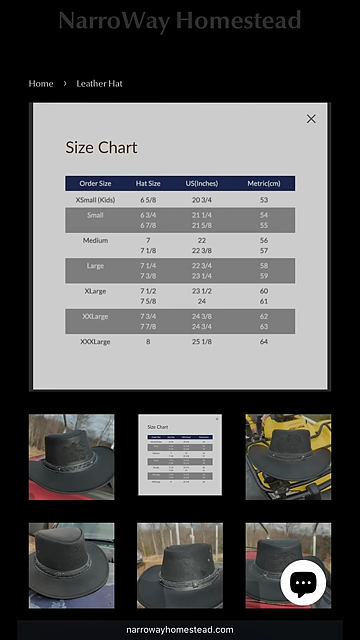 NarroWay Homestead
Home › Leather Hat
Size Chart
Order Size Hat Size US(Inches) Metric(cm)
XSmall (Kids) 6 5/8 20 3/4 53
Small 6 3/4 21 1/4 54
6 7/8 21 5/8 55
Medium 7 22 56
7 1/8 22 3/8 57
Large 7 1/4 22 3/4 58
7 3/8 23 1/4 59
XLarge 7 1/2 23 1/2 60
7 5/8 24 61
XXLarge 7 3/4 24 3/8 62
7 7/8 24 3/4 63
XXXLarge 8 25 1/8 64
Size Chart
narrowayhomestead.com